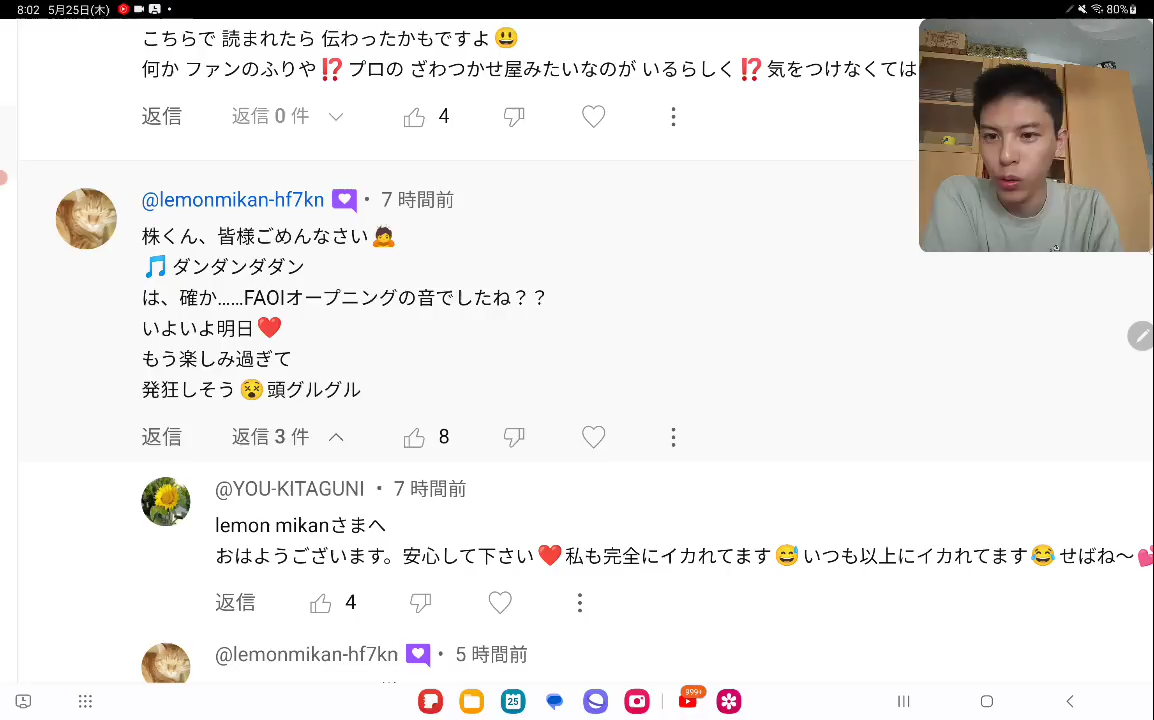 8:02 5月25日(木)
80%
こちらで 読まれたら 伝わったかもですよ😃
何か ファンのふりや⁉️プロの ざわつかせ屋みたいなのが いるらしく⁉️気をつけなくては
返信 返信 0 件 4
@lemonmikan-hf7kn • 7 時間前
株くん、皆様ごめんなさい🙇
🎵ダンダンダダン
は、確か……FAOIオープニングの音でしたね？？
いよいよ明日❤️
もう楽しみ過ぎて
発狂しそう😵頭グルグル
返信 返信 3 件 8
@YOU-KITAGUNI • 7 時間前
lemon mikanさまへ
おはようございます。安心して下さい❤️私も完全にイカれてます😅いつも以上にイカれてます😂せばね〜💕
返信 4
@lemonmikan-hf7kn • 5 時間前
25
999+